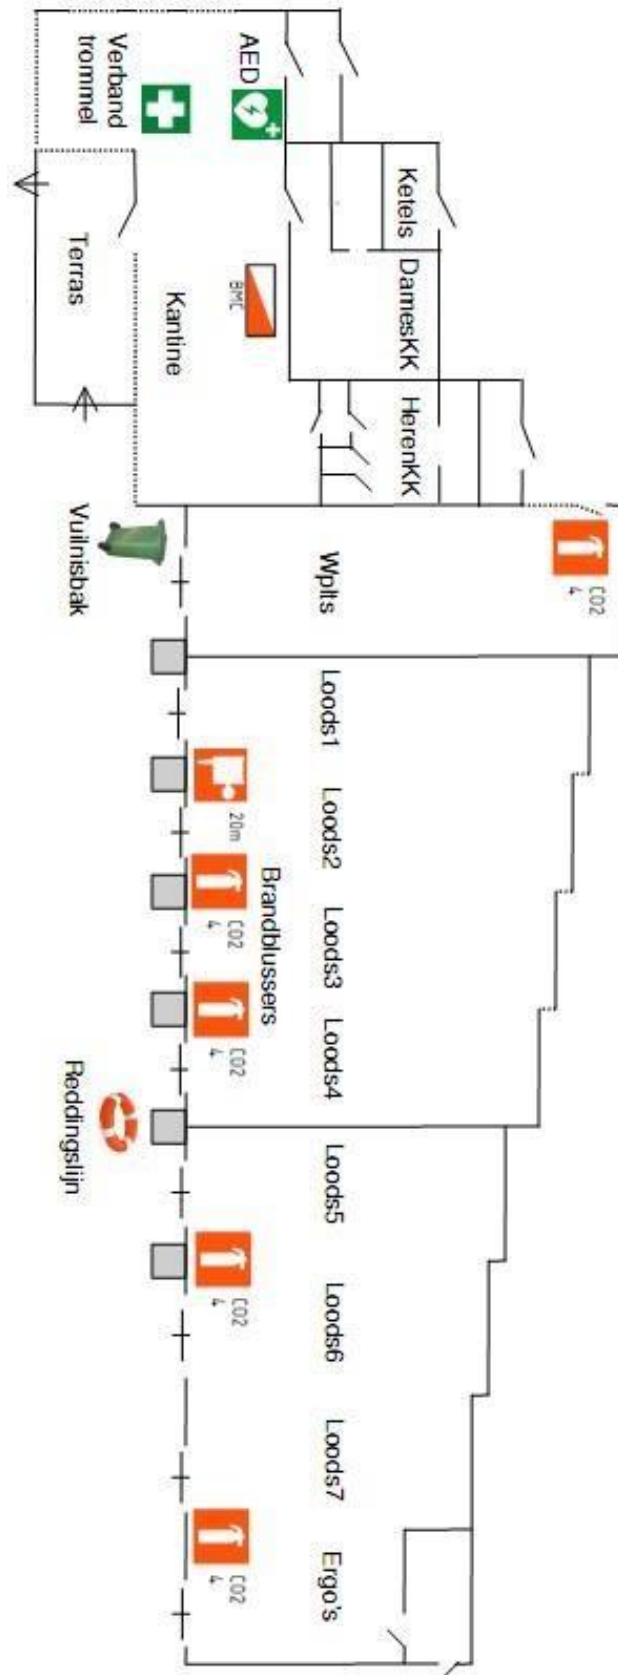 CO2
4
Ketels
DamesKK
HerenKK
Wplts
Loods1
Loods2
Loods3
Loods4
Loods5
Loods6
Loods7
Ergo's
Brandblussers
AED
BMC
20m
CO2
4
CO2
4
CO2
4
CO2
4
Kantine
Verband
trommel
Terras
Vuilnisbak
Reddingslijn